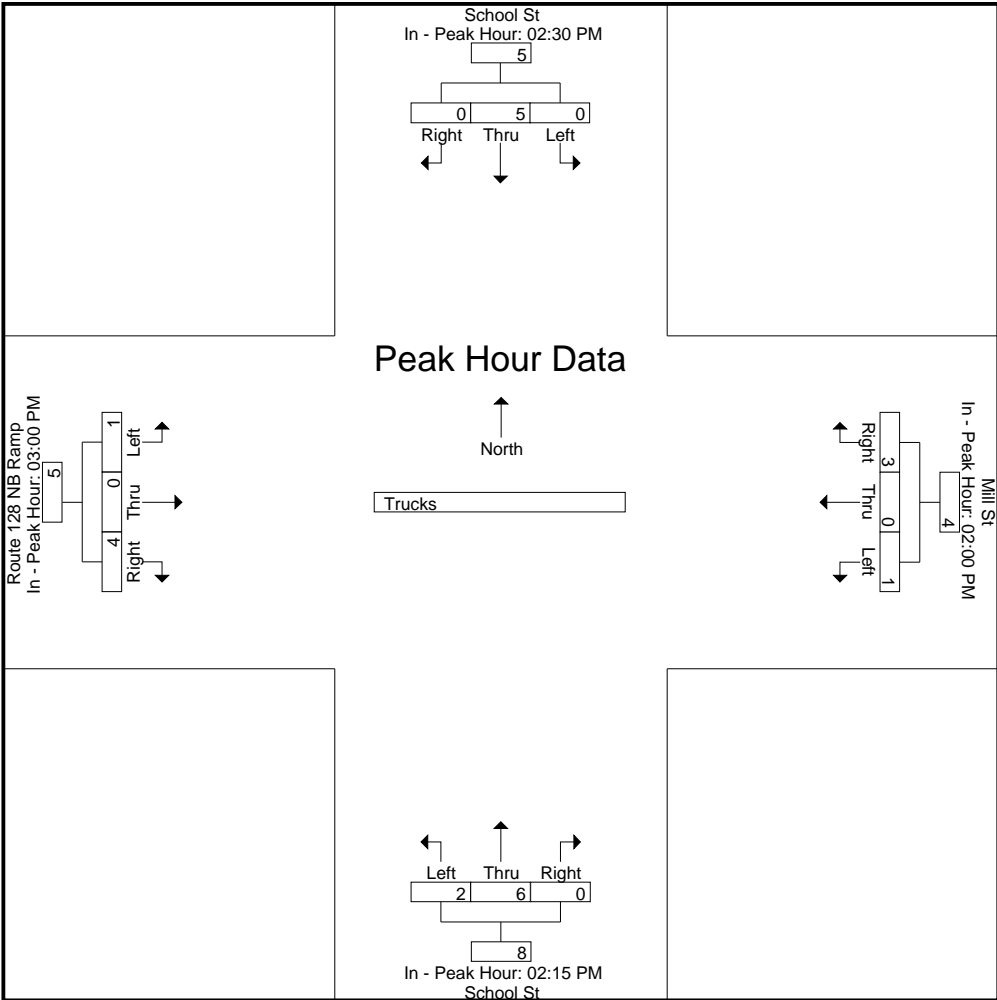 School St
In - Peak Hour: 02:30 PM
5
0 5 0
Right Thru Left
Peak Hour Data
North
Trucks
Route 128 NB Ramp
In - Peak Hour: 03:00 PM
5
1 0 4
Left Thru Right
Mill St
In - Peak Hour: 02:00 PM
4
3 0 1
Right Thru Left
Left Thru Right
2 6 0
8
In - Peak Hour: 02:15 PM
School St